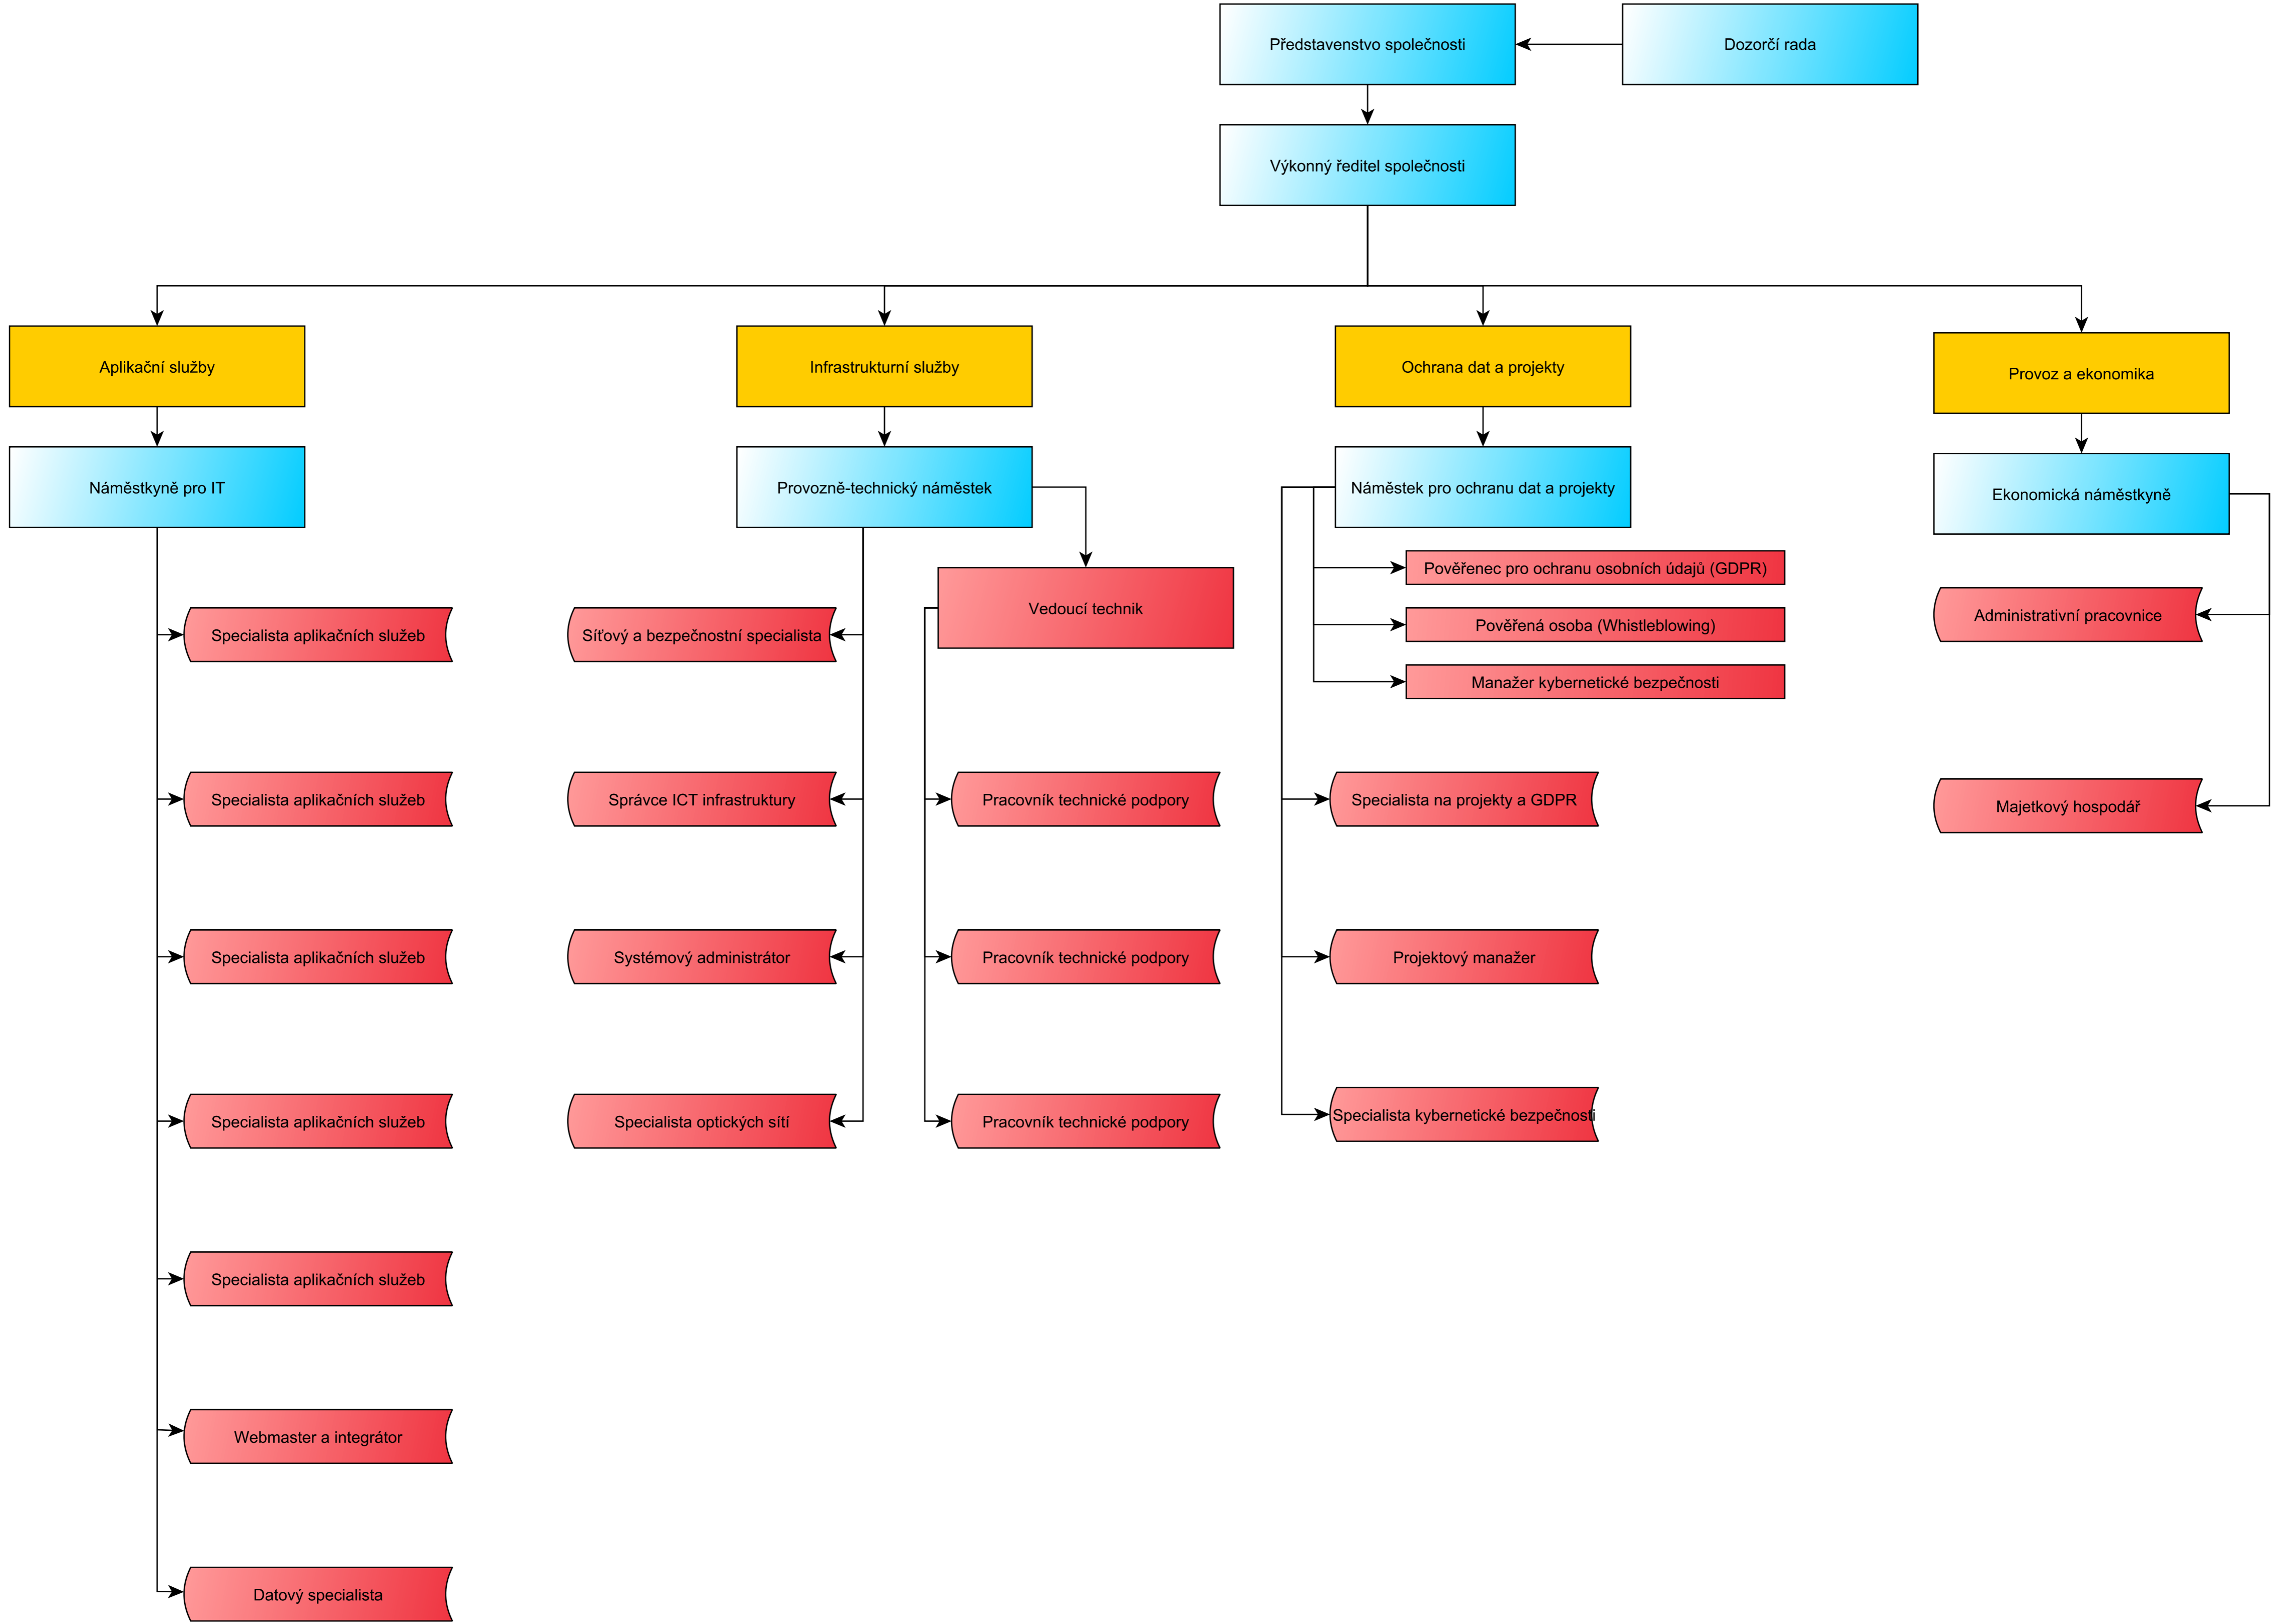 Představenstvo společnosti
Dozorčí rada
Výkonný ředitel společnosti
Aplikační služby
Infrastrukturní služby
Ochrana dat a projekty
Provoz a ekonomika
Náměstkyně pro IT
Provozně-technický náměstek
Náměstek pro ochranu dat a projekty
Ekonomická náměstkyně
Pověřenec pro ochranu osobních údajů (GDPR)
Vedoucí technik
Administrativní pracovnice
Pověřená osoba (Whistleblowing)
Specialista aplikačních služeb
Síťový a bezpečnostní specialista
Manažer kybernetické bezpečnosti
Specialista aplikačních služeb
Správce ICT infrastruktury
Pracovník technické podpory
Specialista na projekty a GDPR
Majetkový hospodář
Specialista aplikačních služeb
Systémový administrátor
Pracovník technické podpory
Projektový manažer
Specialista aplikačních služeb
Specialista optických sítí
Pracovník technické podpory
Specialista kybernetické bezpečnosti
Specialista aplikačních služeb
Webmaster a integrátor
Datový specialista